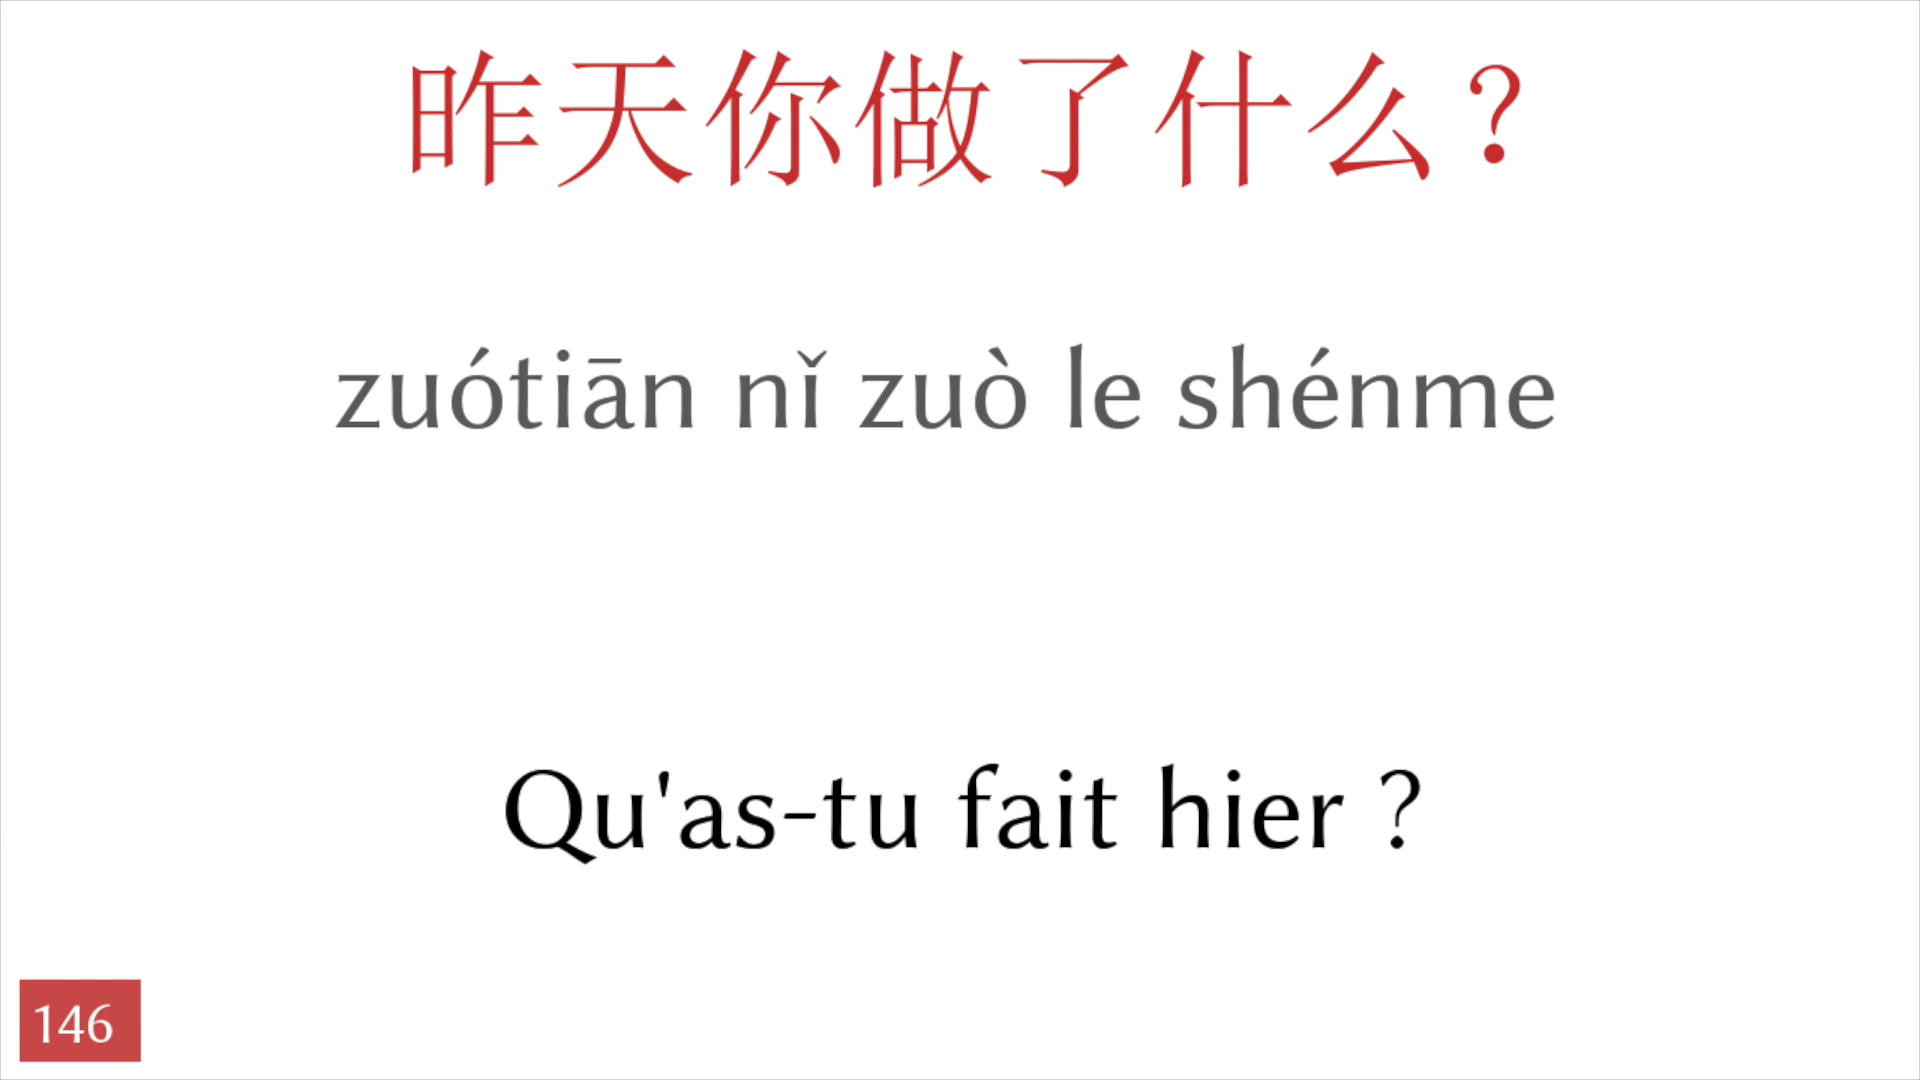 昨天你做了什么？
zuótiān nǐ zuò le shénme
Qu'as-tu fait hier ?
146